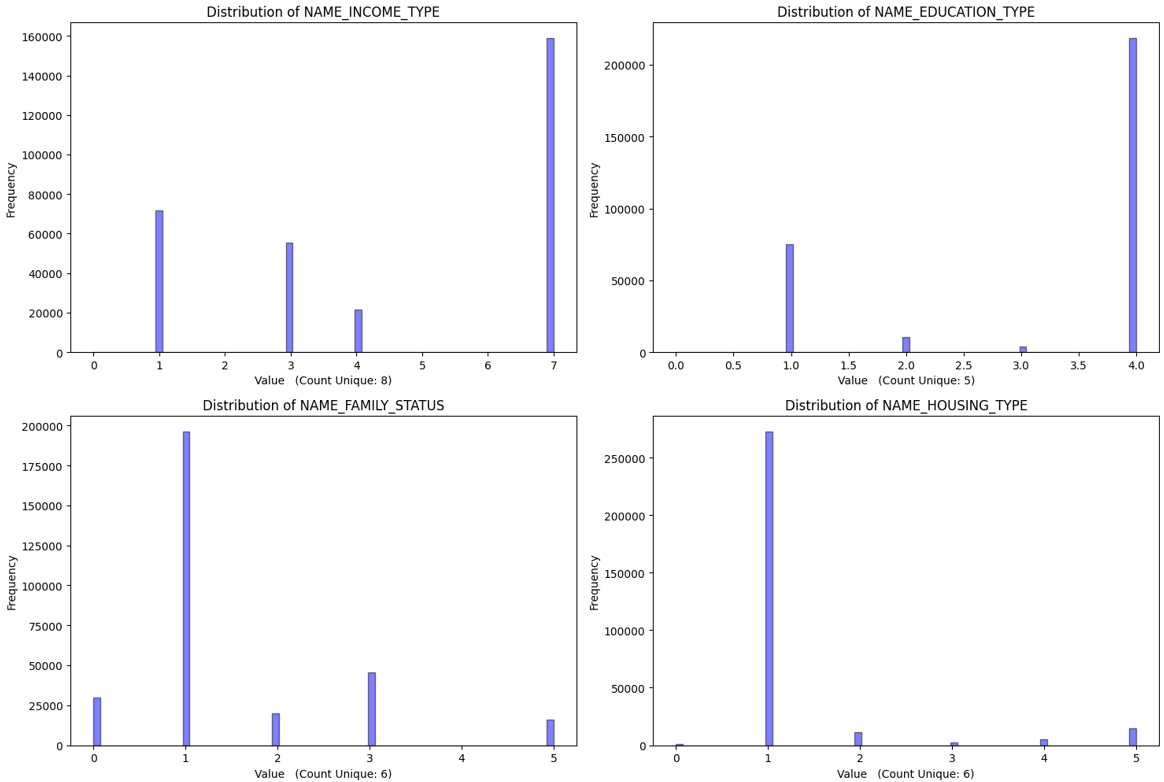 Distribution of NAME_INCOME_TYPE
160000
140000
120000
100000
80000
60000
40000
20000
0
Frequency
0 1 2 3 4 5 6 7
Value (Count Unique: 8)
Distribution of NAME_EDUCATION_TYPE
200000
150000
100000
50000
0
Frequency
0.0 0.5 1.0 1.5 2.0 2.5 3.0 3.5 4.0
Value (Count Unique: 5)
Distribution of NAME_FAMILY_STATUS
200000
175000
150000
125000
100000
75000
50000
25000
0
Frequency
0 1 2 3 4 5
Value (Count Unique: 6)
Distribution of NAME_HOUSING_TYPE
250000
200000
150000
100000
50000
0
Frequency
0 1 2 3 4 5
Value (Count Unique: 6)